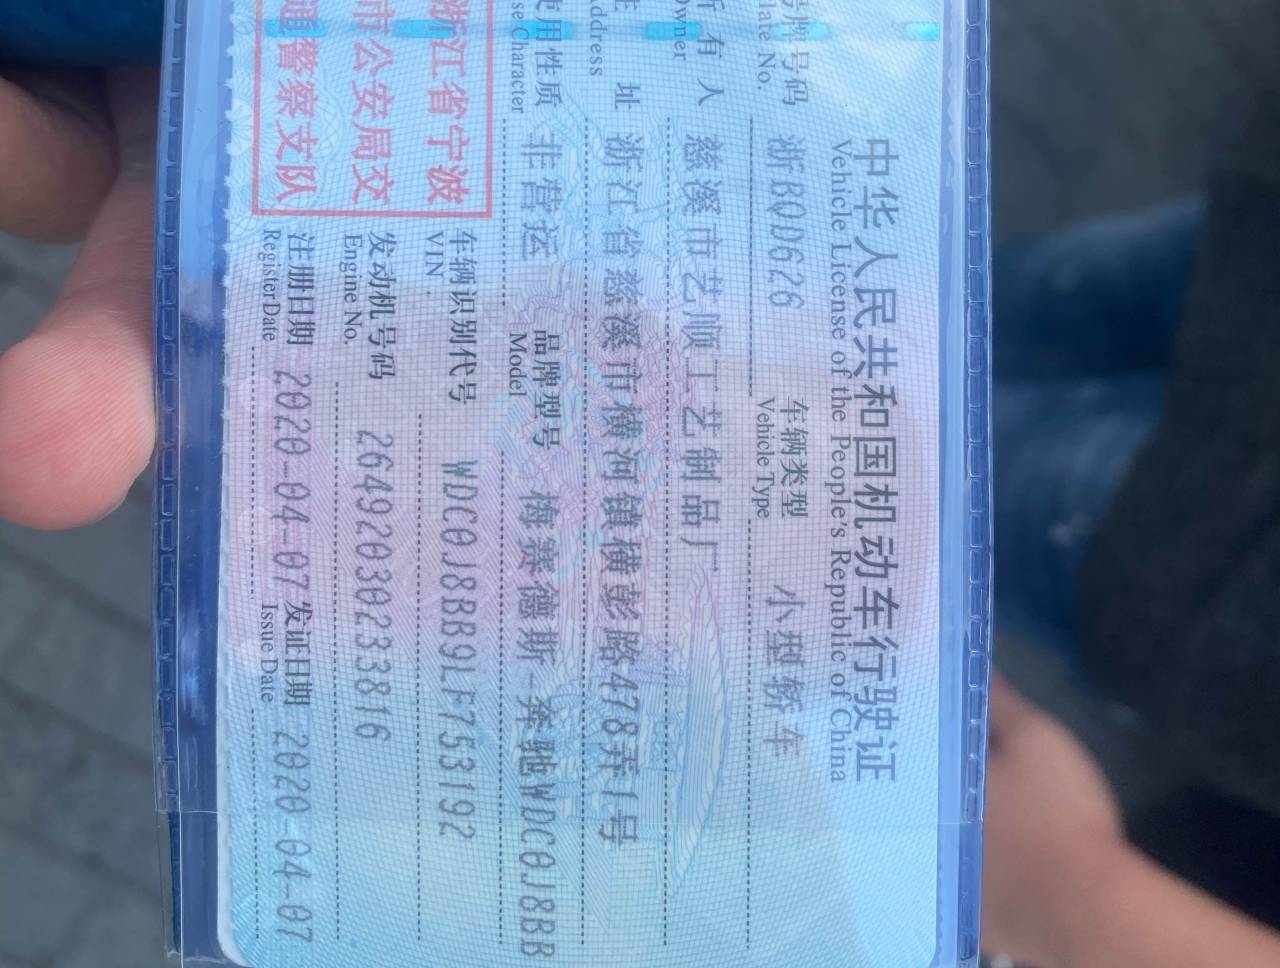 中华人民共和国机动车行驶证
Vehicle License of the People's Republic of China
号牌号码 浙BQD626 车辆类型 小型轿车
Plate No. Vehicle Type
所有人 慈溪市艺顺工艺制品厂
Owner
住址 浙江省慈溪市横河镇横彭路478弄1号
Address
使用性质 非营运 品牌型号 梅赛德斯-奔驰WDC0J8BB
Use Character Model
浙江省宁波
市公安局交
通警察支队
车辆识别代号 WDC0J8BB9LF753192
VIN
发动机号码 26492030233816
Engine No.
注册日期 2020-04-07 发证日期 2020-04-07
Register Date Issue Date